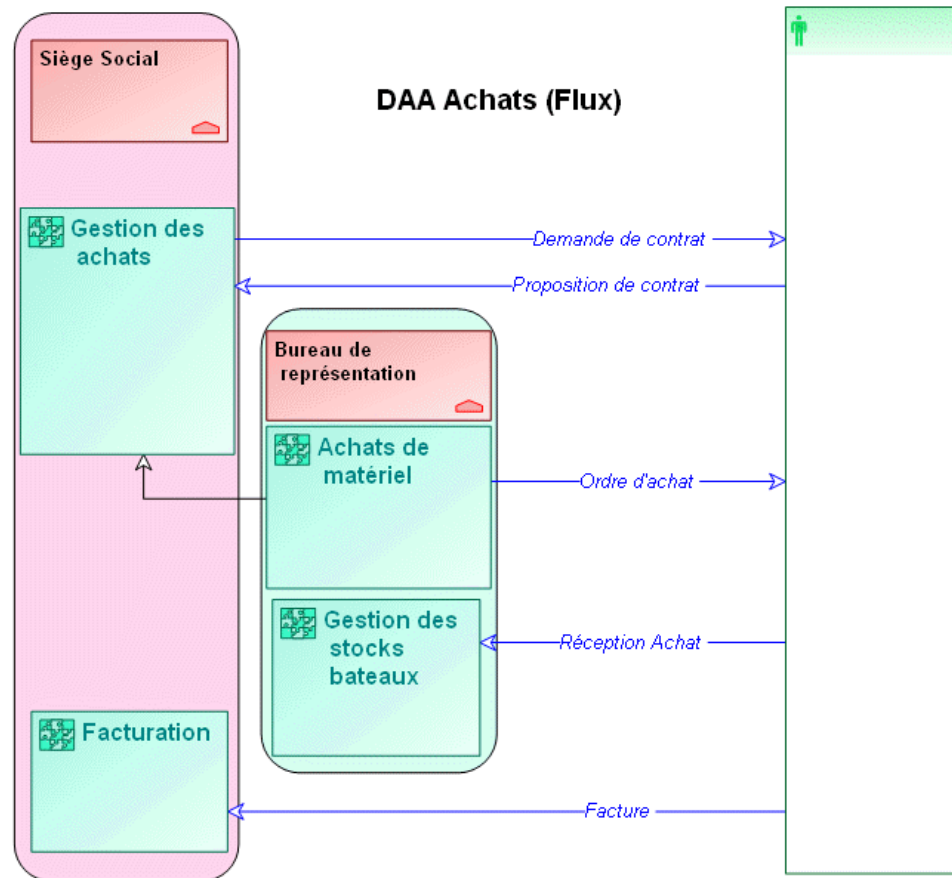 Siège Social
DAA Achats (Flux)
Gestion des
achats
Demande de contrat
Proposition de contrat
Bureau de
représentation
Achats de
matériel
Ordre d'achat
Gestion des
stocks
bateaux
Réception Achat
Facturation
Facture